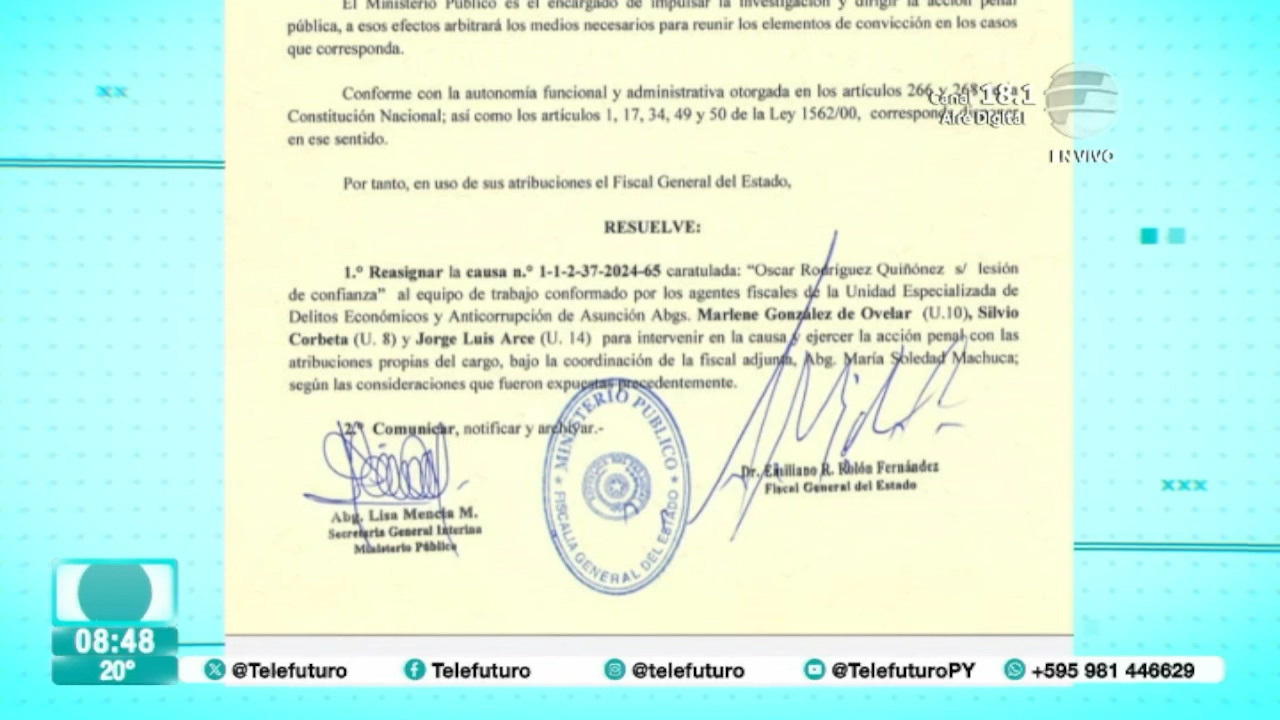 El Ministerio Público es el encargado de impulsar la investigación y dirigir la acción penal
pública, a esos efectos arbitrará los medios necesarios para reunir los elementos de convicción en los casos
que corresponda.
Conforme con la autonomía funcional y administrativa otorgada en los artículos 266 y 268
Constitución Nacional; así como los artículos 1, 17, 34, 49 y 50 de la Ley 1562/00, corresponde
en ese sentido.
Canal 18.1
Aire Digital
EN VIVO
Por tanto, en uso de sus atribuciones el Fiscal General del Estado,
RESUELVE:
1.º Reasignar la causa n.º 1-1-2-37-2024-65 caratulada: “Oscar Rodríguez Quiñónez s/ lesión
de confianza” al equipo de trabajo conformado por los agentes fiscales de la Unidad Especializada de
Delitos Económicos y Anticorrupción de Asunción Abgs. Marlene González de Ovelar (U.10), Silvio
Corbeta (U. 8) y Jorge Luis Arce (U. 14) para intervenir en la causa y ejercer la acción penal con las
atribuciones propias del cargo, bajo la coordinación de la fiscal adjunta, Abg. María Soledad Machuca;
según las consideraciones que fueron expuestas precedentemente.
2.º Comunicar, notificar y archivar.-
MINISTERIO PUBLICO
FISCALIA GENERAL DEL ESTADO
Abg. Lisa Mencia M.
Secretaria General Interina
Ministerio Público
Dr. Emiliano R. Rolón Fernández
Fiscal General del Estado
xx
xxx
08:48
20°
@Telefuturo
Telefuturo
@telefuturo
@TelefuturoPY
+595 981 446629